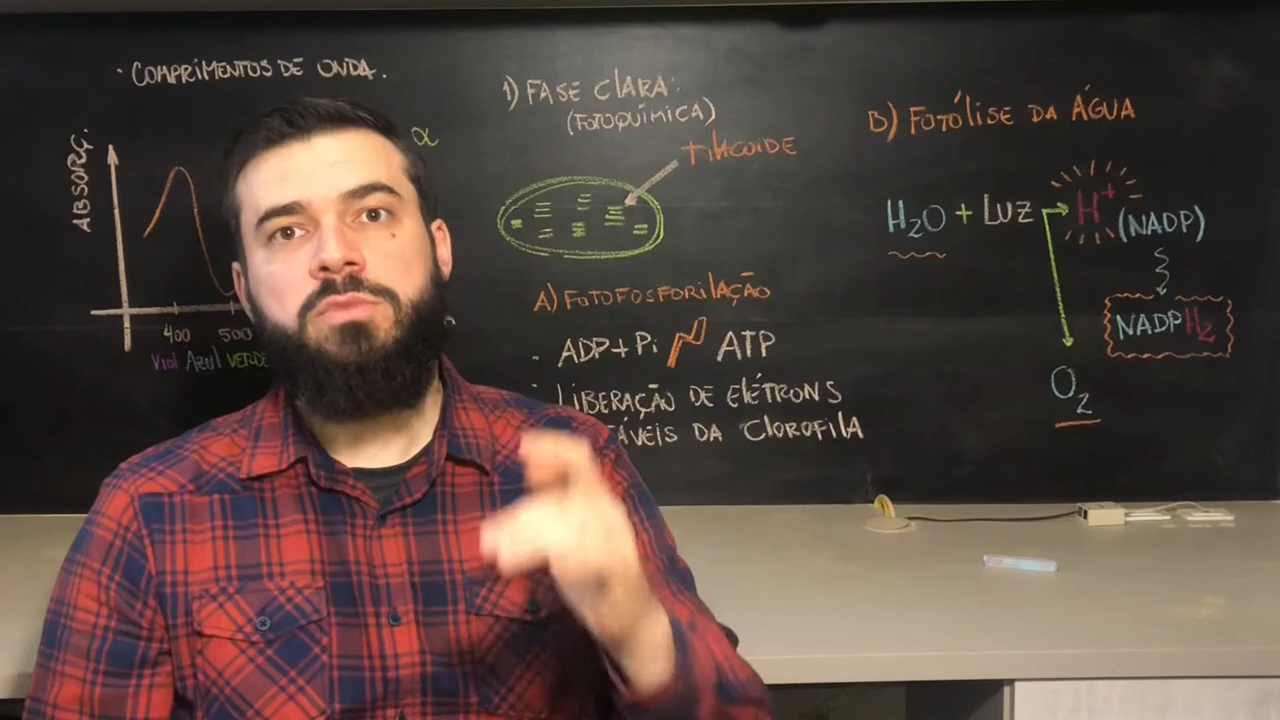 • COMPRIMENTOS DE ONDA.
ABSORÇ.
α
400 500
Viol Azul VERDE
1) FASE CLARA:
(FOTOQUÍMICA)
TILACOIDE
A) FOTOFOSFORILAÇÃO
• ADP + Pi ATP
• LIBERAÇÃO DE ELÉTRONS
DA CLOROFILA
B) FOTÓLISE DA ÁGUA
H₂O + LUZ H⁺ (NADP)
NADPH₂
O₂